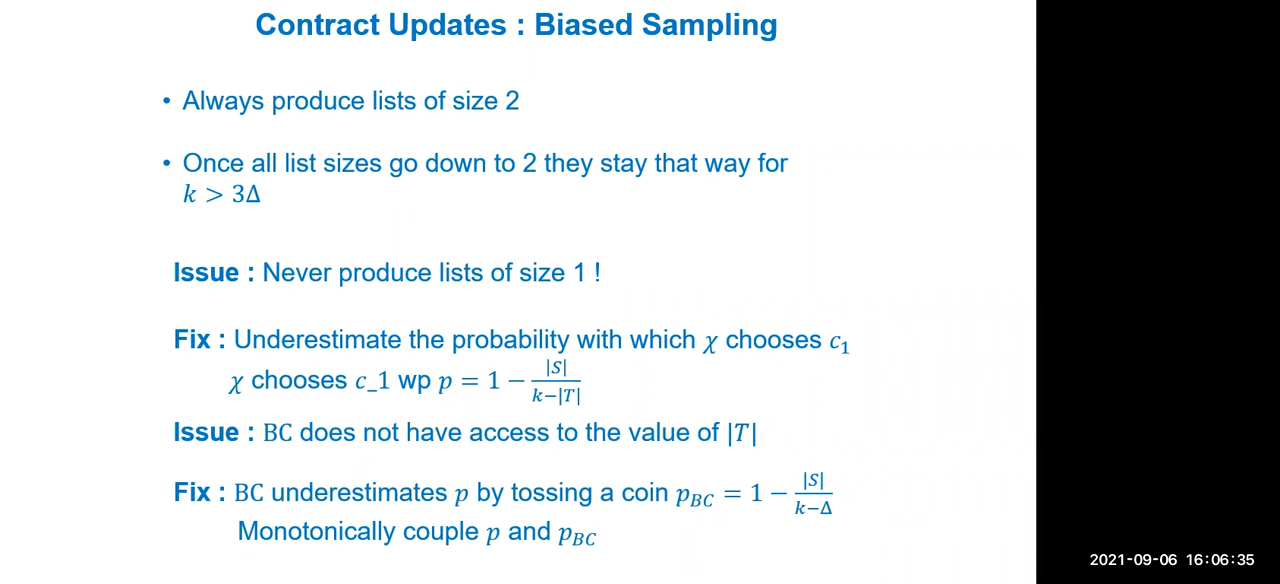 Contract Updates : Biased Sampling
• Always produce lists of size 2
• Once all list sizes go down to 2 they stay that way for
k > 3Δ
Issue : Never produce lists of size 1 !
Fix : Underestimate the probability with which χ chooses c₁
χ chooses c_1 wp p = 1 − |S|/(k−|T|)
Issue : BC does not have access to the value of |T|
Fix : BC underestimates p by tossing a coin p_BC = 1 − |S|/(k−Δ)
Monotonically couple p and p_BC
2021-09-06 16:06:35